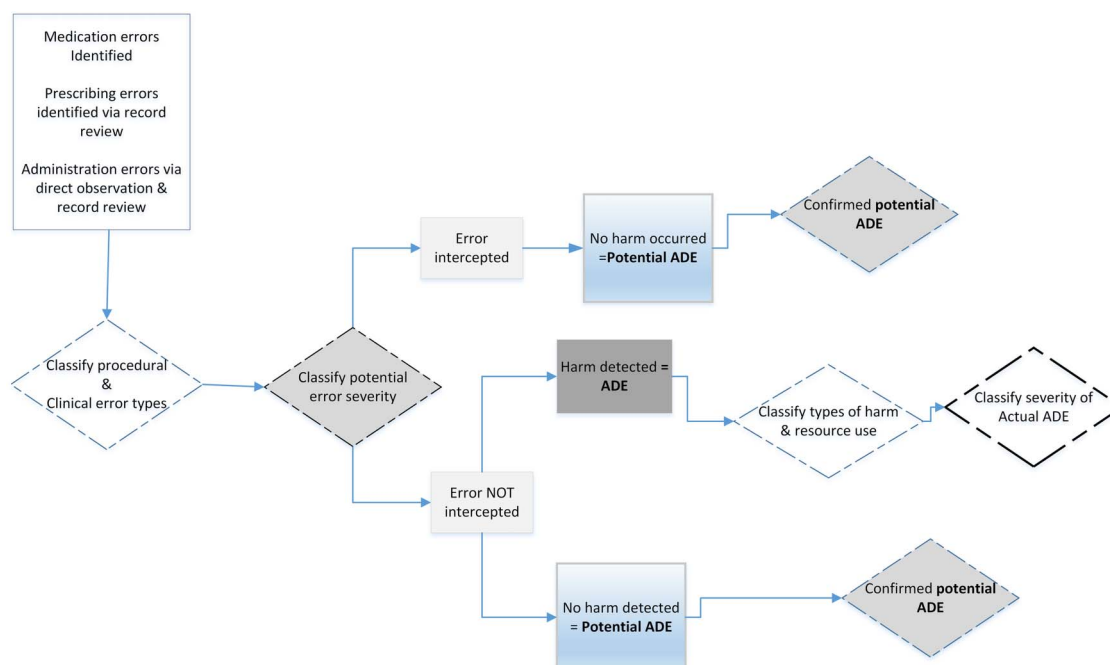 Medication errors
Identified
Prescribing errors
identified via record
review
Administration errors via
direct observation &
record review
Classify procedural
&
Clinical error types
Classify potential
error severity
Error
intercepted
No harm occurred
=Potential ADE
Confirmed potential
ADE
Harm detected =
ADE
Classify types of harm
& resource use
Classify severity of
Actual ADE
Error NOT
intercepted
No harm detected
= Potential ADE
Confirmed potential
ADE